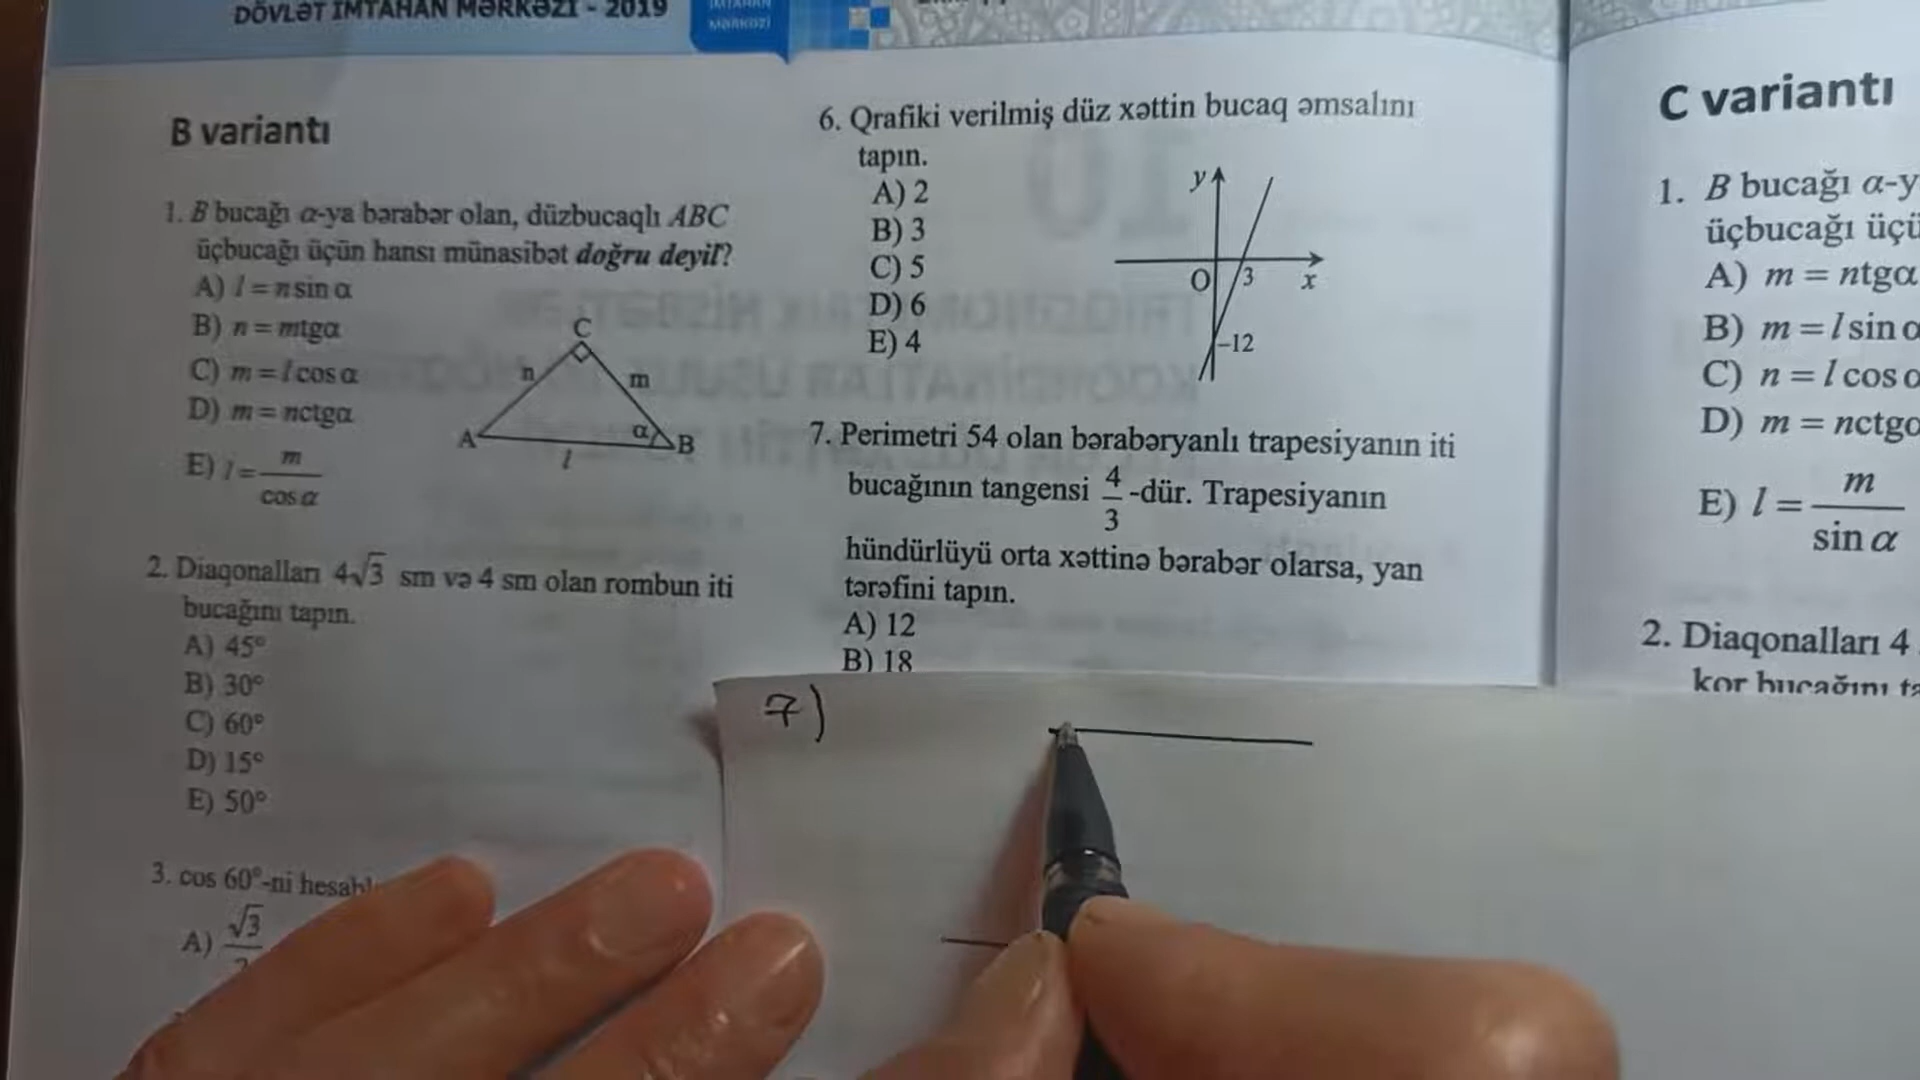 DÖVLƏT İMTAHAN MƏRKƏZİ - 2019
İMTAHAN
MƏRKƏZİ
B variantı
1. B bucağı α-ya bərabər olan, düzbucaqlı ABC
üçbucağı üçün hansı münasibət doğru deyil?
A) l = n sin α
B) n = mtgα
C) m = l cos α
D) m = nctgα
E) l = m/cos α
C
n
m
A
α
B
l
2. Diaqonalları 4√3 sm və 4 sm olan rombun iti
bucağını tapın.
A) 45°
B) 30°
C) 60°
D) 15°
E) 50°
3. cos 60°-ni
A) √3
6. Qrafiki verilmiş düz xəttin bucaq əmsalını
tapın.
A) 2
B) 3
C) 5
D) 6
E) 4
y
O
3
x
-12
7. Perimetri 54 olan bərabəryanlı trapesiyanın iti
bucağının tangensi 4/3 -dür. Trapesiyanın
hündürlüyü orta xəttinə bərabər olarsa, yan
tərəfini tapın.
A) 12
B) 18
7)
C variantı
1. B bucağı α-y
üçbucağı üçü
A) m = ntgα
B) m = l sin α
C) n = l cos α
D) m = nctgα
E) l = m/sin α
2. Diaqonalları 4
kor bucağını